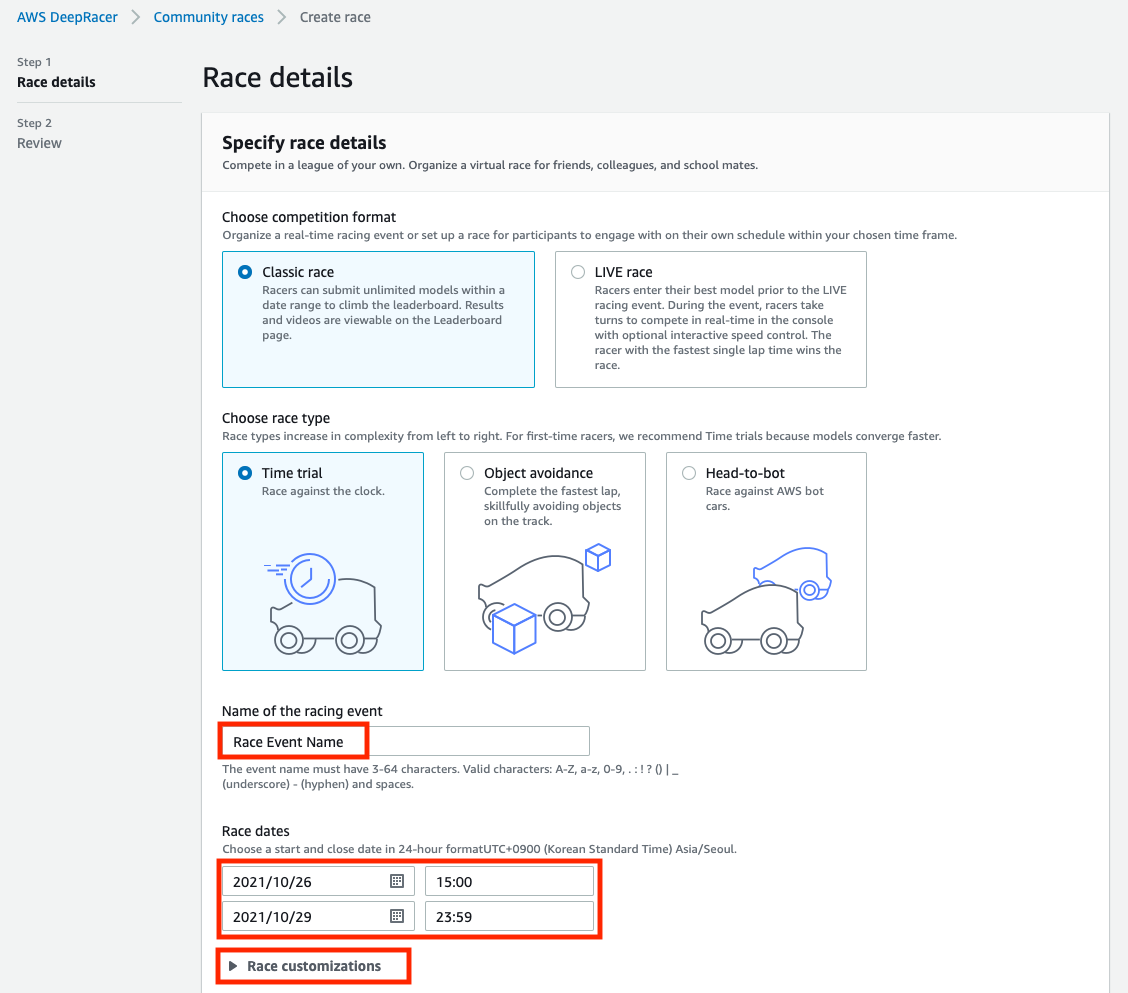 AWS DeepRacer > Community races > Create race
Step 1
Race details
Step 2
Review
Race details
Specify race details
Compete in a league of your own. Organize a virtual race for friends, colleagues, and school mates.
Choose competition format
Organize a real-time racing event or set up a race for participants to engage with on their own schedule within your chosen time frame.
Classic race
Racers can submit unlimited models within a
date range to climb the leaderboard. Results
and videos are viewable on the Leaderboard
page.
LIVE race
Racers enter their best model prior to the LIVE
racing event. During the event, racers take
turns to compete in real-time in the console
with optional interactive speed control. The
racer with the fastest single lap time wins the
race.
Choose race type
Race types increase in complexity from left to right. For first-time racers, we recommend Time trials because models converge faster.
Time trial
Race against the clock.
Object avoidance
Complete the fastest lap,
skillfully avoiding objects
on the track.
Head-to-bot
Race against AWS bot
cars.
Name of the racing event
Race Event Name
The event name must have 3-64 characters. Valid characters: A-Z, a-z, 0-9, . : ! ? () | _
(underscore) - (hyphen) and spaces.
Race dates
Choose a start and close date in 24-hour formatUTC+0900 (Korean Standard Time) Asia/Seoul.
2021/10/26 15:00
2021/10/29 23:59
Race customizations